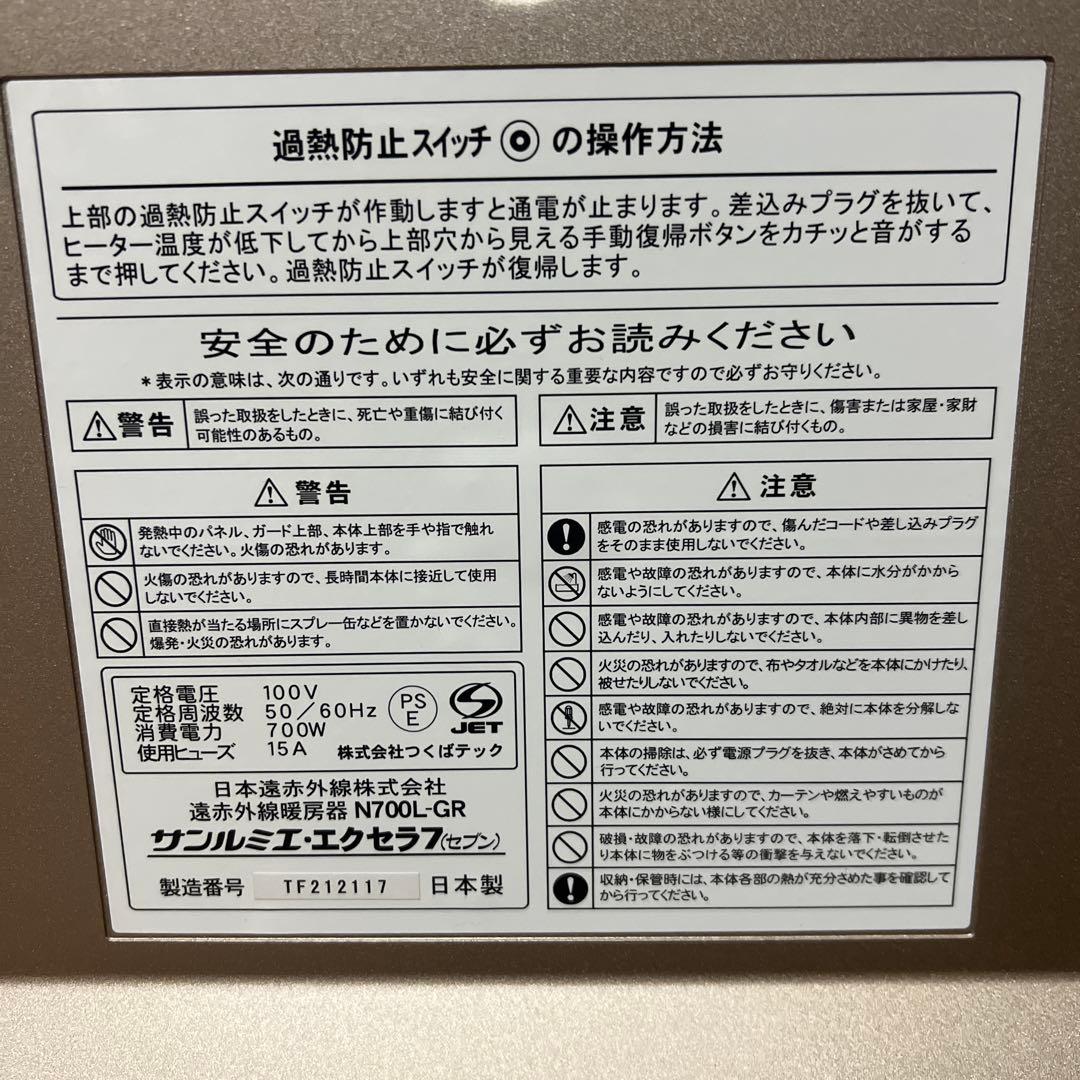 過熱防止スイッチ◎の操作方法
上部の過熱防止スイッチが作動しますと通電が止まります。差込みプラグを抜いて、
ヒーター温度が低下してから上部穴から見える手動復帰ボタンをカチッと音がする
まで押してください。過熱防止スイッチが復帰します。
安全のために必ずお読みください
*表示の意味は、次の通りです。いずれも安全に関する重要な内容ですので必ずお守りください。
警告
誤った取扱をしたときに、死亡や重傷に結び付く
可能性のあるもの。
注意
誤った取扱をしたときに、傷害または家屋・家財
などの損害に結び付くもの。
警告
発熱中のパネル、ガード上部、本体上部を手や指で触れ
ないでください。火傷の恐れがあります。
火傷の恐れがありますので、長時間本体に接近して使用
しないでください。
直接熱が当たる場所にスプレー缶などを置かないでください。
爆発・火災の恐れがあります。
定格電圧 100V
定格周波数 50/60Hz
消費電力 700W
使用ヒューズ 15A
PS
E
JET
株式会社つくばテック
日本遠赤外線株式会社
遠赤外線暖房器 N700L-GR
サンルミエ・エクセラ7(セブン)
製造番号 TF212117 日本製
注意
感電の恐れがありますので、傷んだコードや差し込みプラグ
をそのまま使用しないでください。
感電や故障の恐れがありますので、本体に水分がかから
ないようにしてください。
感電や故障の恐れがありますので、本体内部に異物を差し
込んだり、入れたりしないでください。
火災の恐れがありますので、布やタオルなどを本体にかけたり、
被せたりしないでください。
感電や故障の恐れがありますので、絶対に本体を分解しな
いでください。
本体の掃除は、必ず電源プラグを抜き、本体がさめてから
行ってください。
火災の恐れがありますので、カーテンや燃えやすいものが
本体にかからない様にしてください。
破損・故障の恐れがありますので、本体を落下・転倒させた
り本体に物をぶつける等の衝撃を与えないでください。
収納・保管時には、本体各部の熱が充分さめた事を確認して
から行ってください。